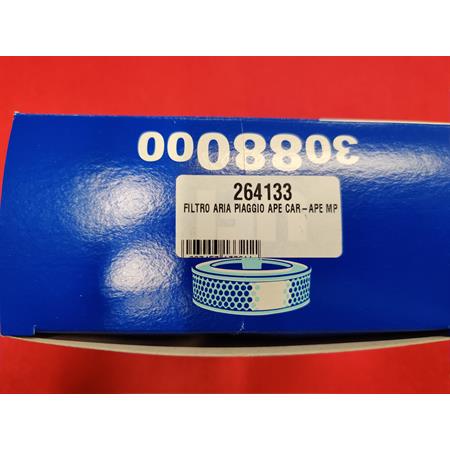 3088000
264133
FILTRO ARIA PIAGGIO APE CAR-APE MP